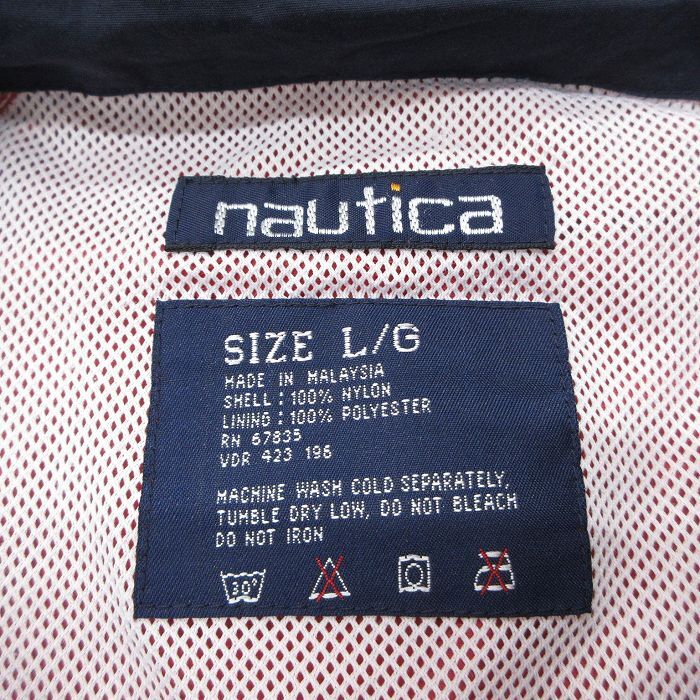 nautica
SIZE L/G
MADE IN MALAYSIA
SHELL: 100% NYLON
LINING: 100% POLYESTER
RN 67835
VDR 423 196
MACHINE WASH COLD SEPARATELY,
TUMBLE DRY LOW, DO NOT BLEACH
DO NOT IRON
30°